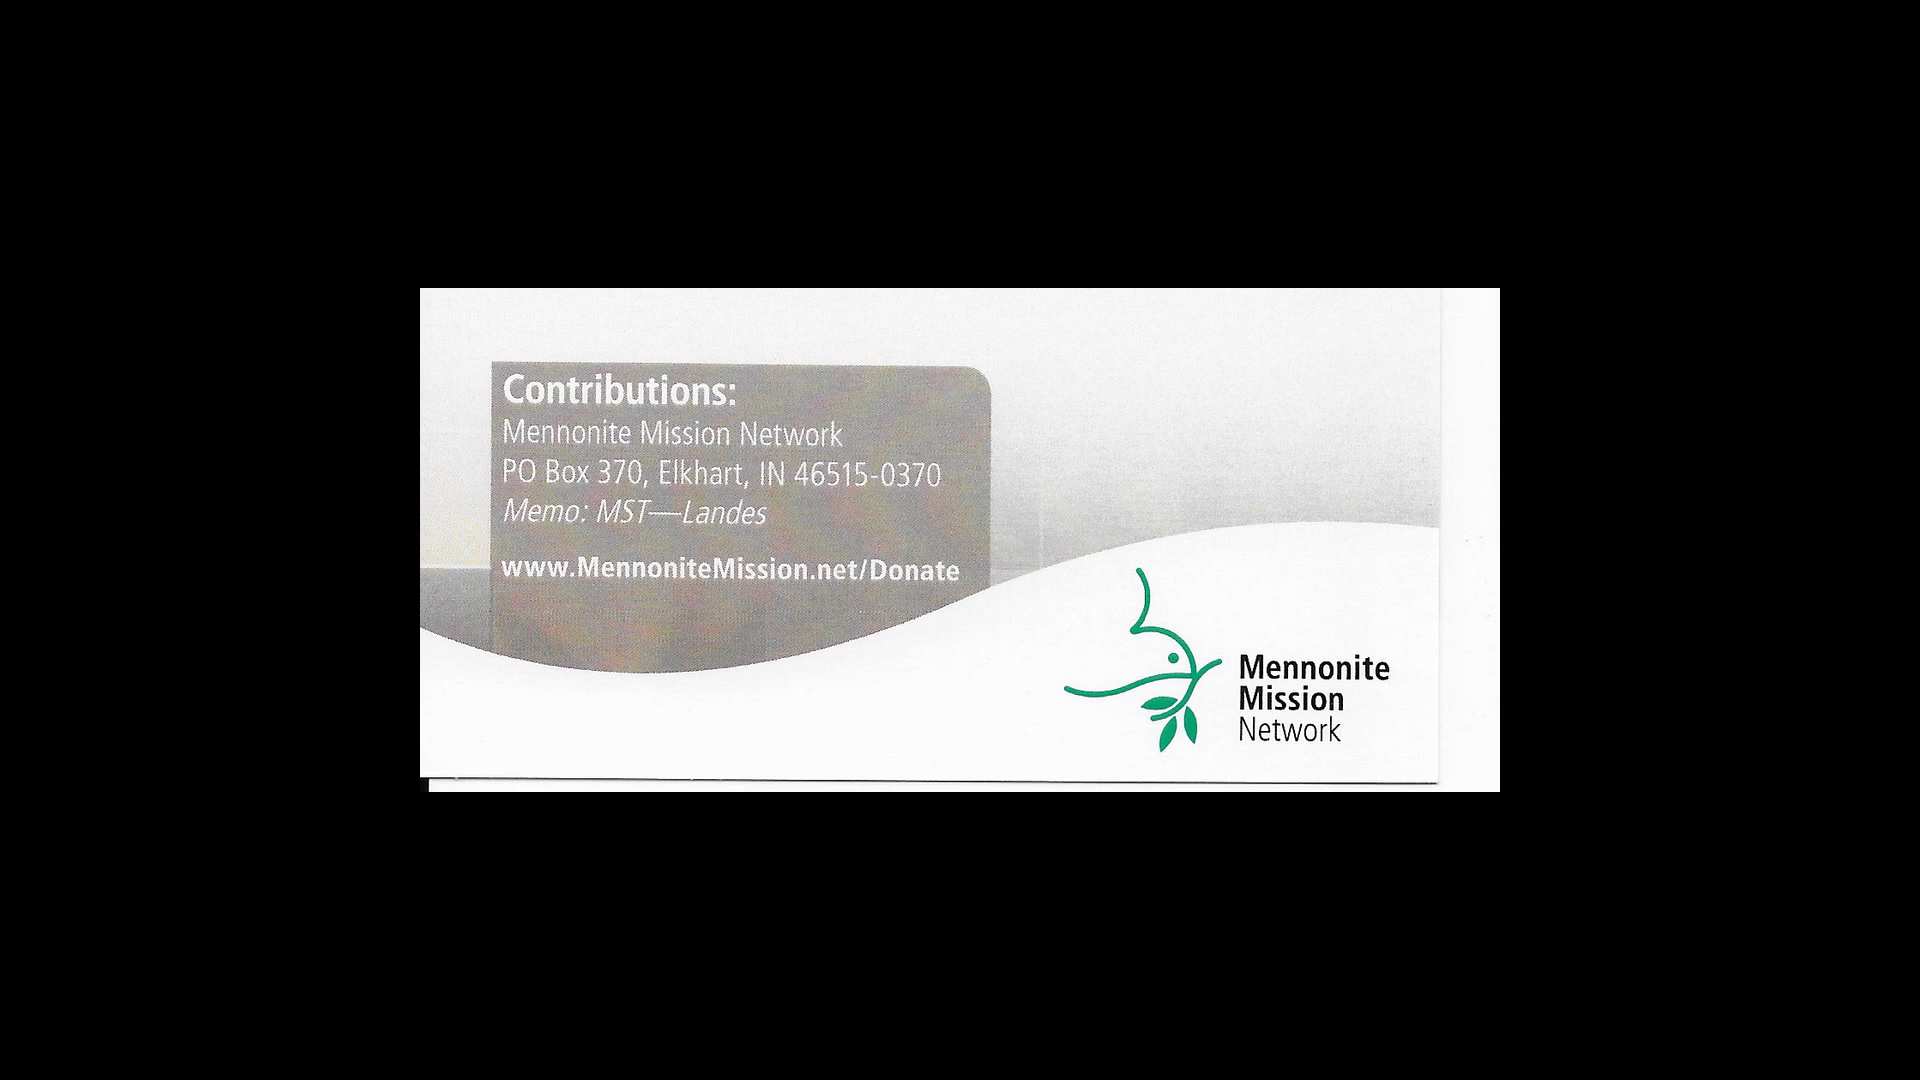 Contributions:
Mennonite Mission Network
PO Box 370, Elkhart, IN 46515-0370
Memo: MST—Landes
www.MennoniteMission.net/Donate
Mennonite
Mission
Network